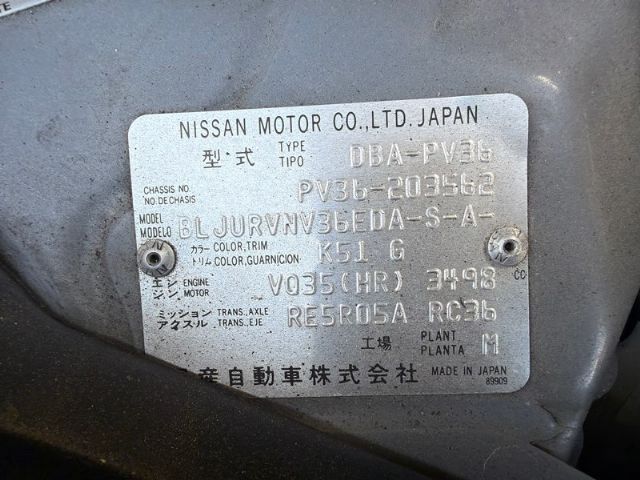 TE
NISSAN MOTOR CO.,LTD. JAPAN
型式 TYPE TIPO DBA-PV36
CHASSIS NO. NO.DE CHASIS PV36-203562
MODEL MODELO BLJURVNV36EDA-S-A-
カラートリム COLOR,TRIM COLOR,GUARNICION K51 G
エンジン ENGINE MOTOR VQ35(HR) 3498 CC
ミッション アクスル TRANS.,AXLE TRANS.,EJE RE5R05A RC36
工場 PLANT PLANTA M
産自動車株式会社 MADE IN JAPAN
89909